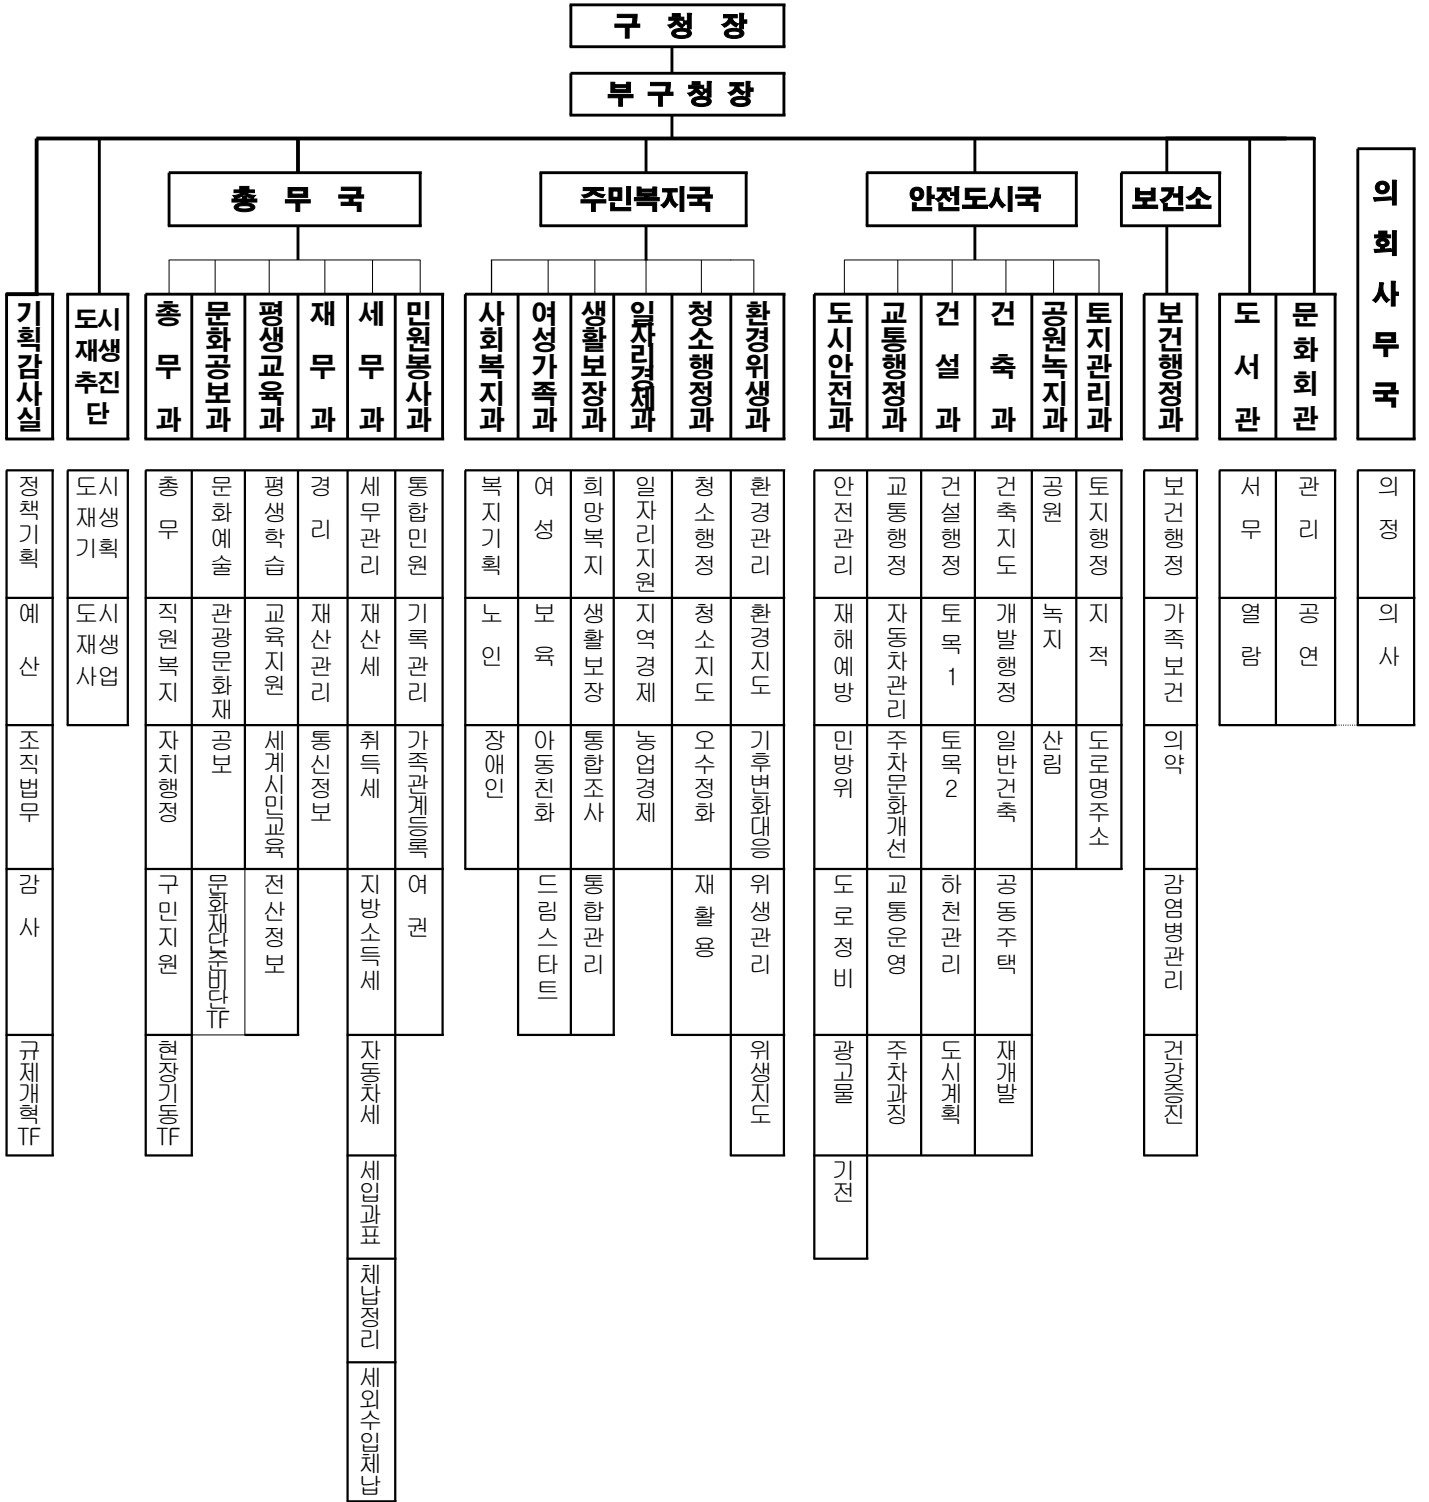 구 청 장
부 구 청 장
총 무 국
주민복지국
안전도시국
보건소
의회사무국
기획감사실
도시재생추진단
총무과
문화공보과
평생교육과
재무과
세무과
민원봉사과
사회복지과
여성가족과
생활보장과
일자리경제과
청소행정과
환경위생과
도시안전과
교통행정과
건설과
건축과
공원녹지과
토지관리과
보건행정과
도서관
문화회관
정책기획
도시재생기획
총무
문화예술
평생학습
경리
세무관리
통합민원
복지기획
여성
희망복지
일자리지원
청소행정
환경관리
안전관리
교통행정
건설행정
건축지도
공원
토지행정
보건행정
서무
관리
의정
예산
도시재생사업
직원복지
관광문화재
교육지원
재산관리
재산세
기록관리
노인
보육
생활보장
지역경제
청소지도
환경지도
재해예방
자동차관리
토목1
개발행정
녹지
지적
가족보건
열람
공연
의사
조직법무
자치행정
공보
세계시민교육
통신정보
취득세
가족관계등록
장애인
아동친화
통합조사
농업경제
오수정화
기후변화대응
민방위
주차문화개선
토목2
일반건축
산림
도로명주소
의약
감사
구민지원
문화재단준비단TF
전산정보
지방소득세
여권
드림스타트
통합관리
재활용
위생관리
도로정비
교통운영
하천관리
공동주택
감염병관리
규제개혁TF
현장기동TF
자동차세
위생지도
광고물
주차과징
도시계획
재개발
건강증진
세입과표
기전
체납정리
세외수입체납